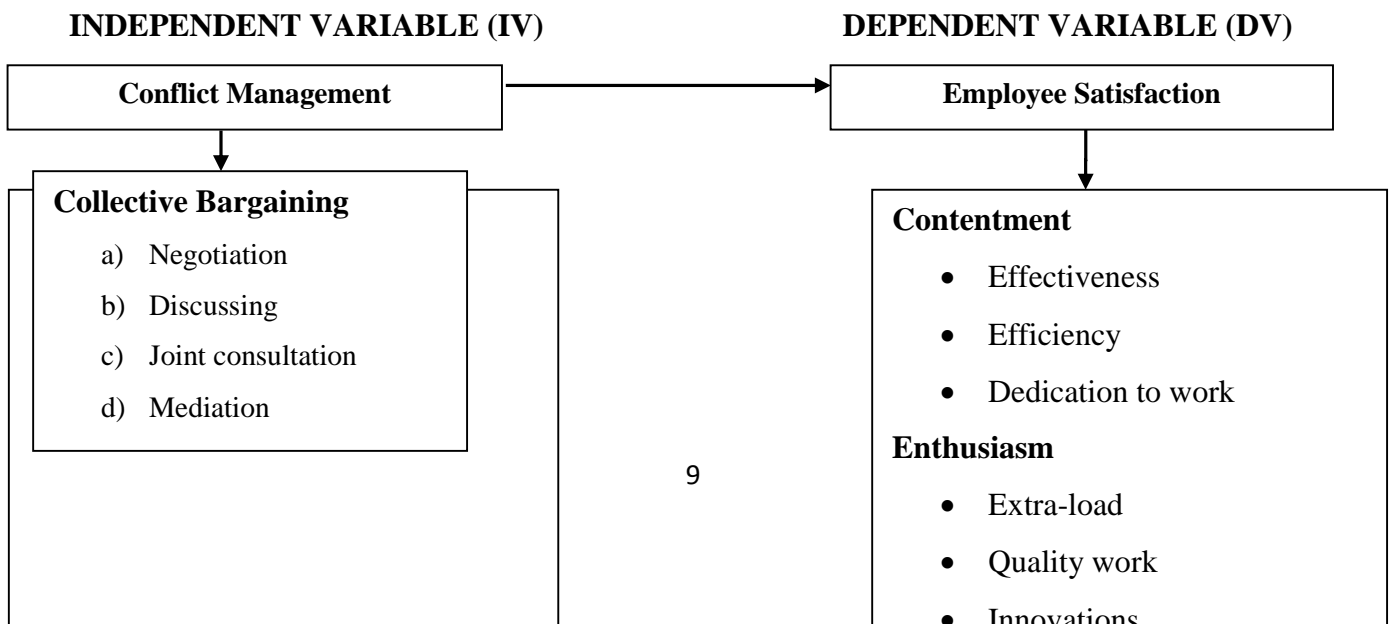 INDEPENDENT VARIABLE (IV)
DEPENDENT VARIABLE (DV)
Conflict Management
Employee Satisfaction
Collective Bargaining
a) Negotiation
b) Discussing
c) Joint consultation
d) Mediation
Contentment
• Effectiveness
• Efficiency
• Dedication to work
Enthusiasm
• Extra-load
• Quality work
• Innovations
9